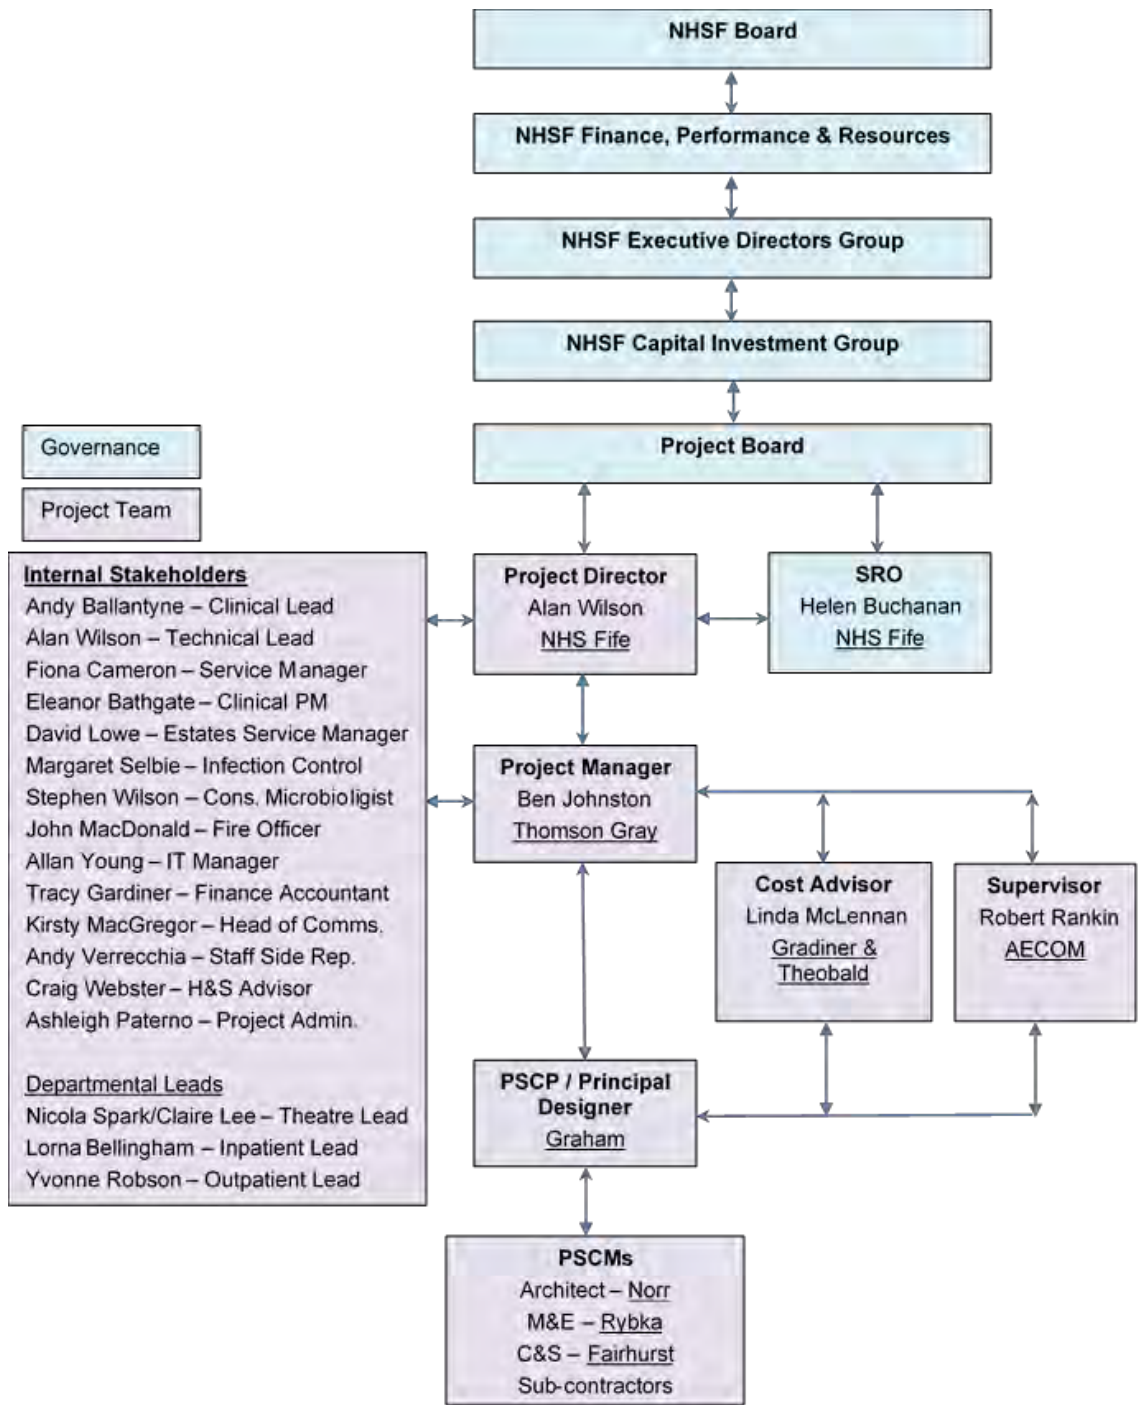 NHSF Board
NHSF Finance, Performance & Resources
NHSF Executive Directors Group
NHSF Capital Investment Group
Project Board
Governance
Project Team
Internal Stakeholders
Andy Ballantyne – Clinical Lead
Alan Wilson – Technical Lead
Fiona Cameron – Service Manager
Eleanor Bathgate – Clinical PM
David Lowe – Estates Service Manager
Margaret Selbie – Infection Control
Stephen Wilson – Cons. Microbioligist
John MacDonald – Fire Officer
Allan Young – IT Manager
Tracy Gardiner – Finance Accountant
Kirsty MacGregor – Head of Comms.
Andy Verrecchia – Staff Side Rep.
Craig Webster – H&S Advisor
Ashleigh Paterno – Project Admin.
Departmental Leads
Nicola Spark/Claire Lee – Theatre Lead
Lorna Bellingham – Inpatient Lead
Yvonne Robson – Outpatient Lead
Project Director
Alan Wilson
NHS Fife
SRO
Helen Buchanan
NHS Fife
Project Manager
Ben Johnston
Thomson Gray
Cost Advisor
Linda McLennan
Gradiner &
Theobald
Supervisor
Robert Rankin
AECOM
PSCP / Principal
Designer
Graham
PSCMs
Architect – Norr
M&E – Rybka
C&S – Fairhurst
Sub-contractors